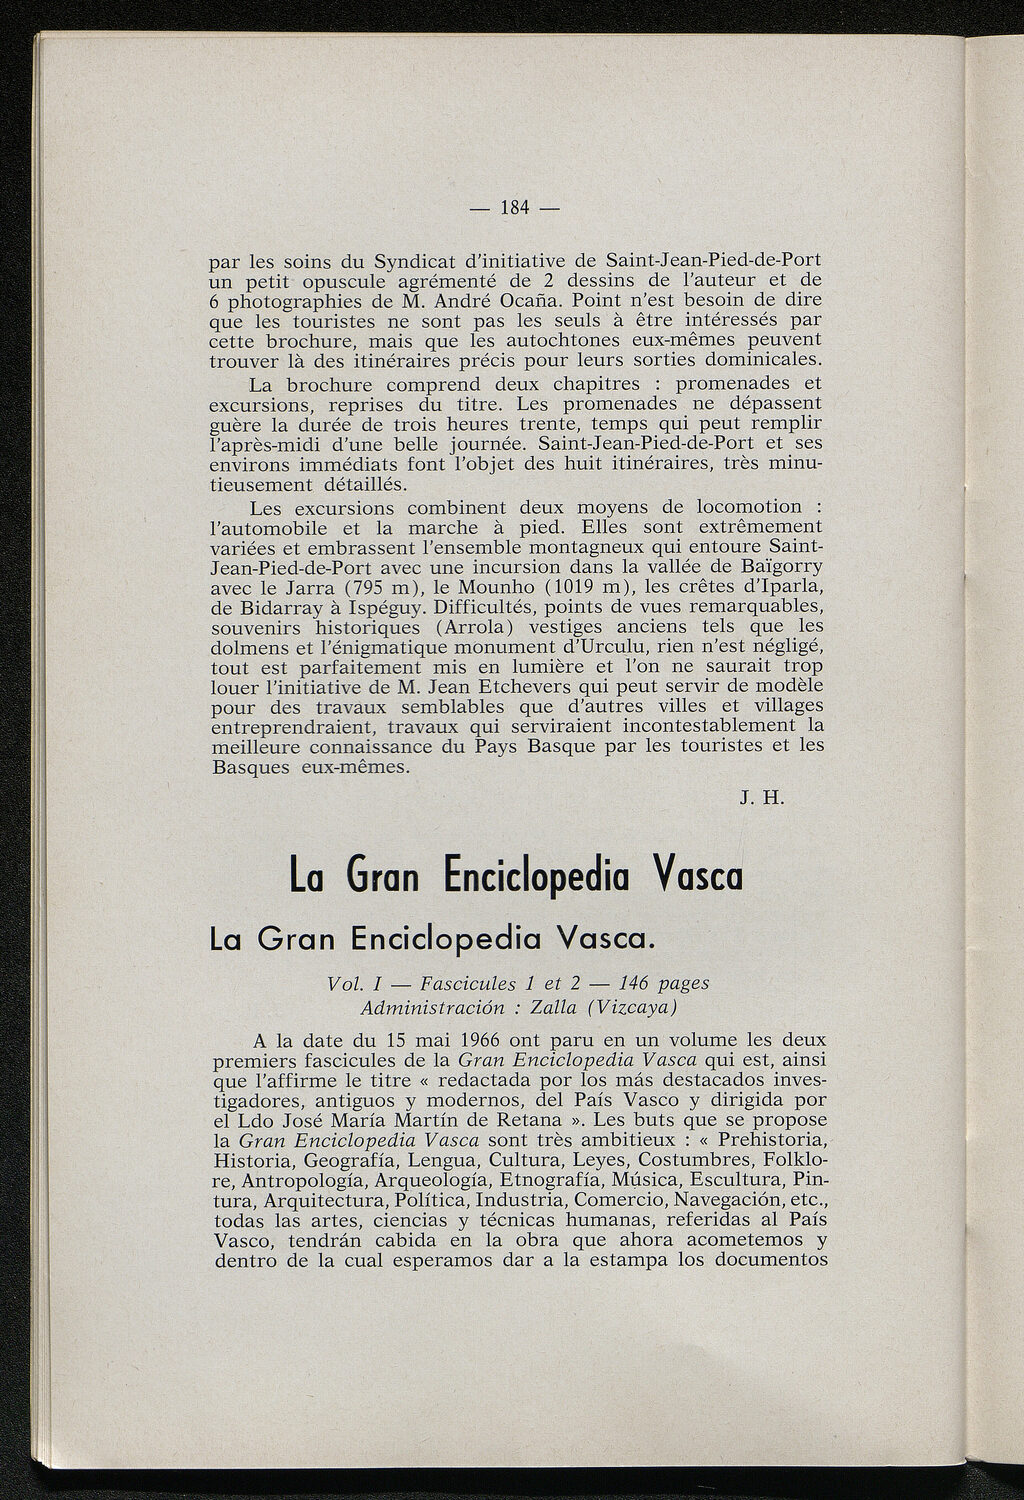 — 184 —
par les soins du Syndicat d'initiative de Saint-Jean-Pied-de-Port
un petit opuscule agrémenté de 2 dessins de l'auteur et de
6 photographies de M. André Ocaña. Point n'est besoin de dire
que les touristes ne sont pas les seuls à être intéressés par
cette brochure, mais que les autochtones eux-mêmes peuvent
trouver là des itinéraires précis pour leurs sorties dominicales.
La brochure comprend deux chapitres : promenades et
excursions, reprises du titre. Les promenades ne dépassent
guère la durée de trois heures trente, temps qui peut remplir
l'après-midi d'une belle journée. Saint-Jean-Pied-de-Port et ses
environs immédiats font l'objet des huit itinéraires, très minu-
tieusement détaillés.
Les excursions combinent deux moyens de locomotion :
l'automobile et la marche à pied. Elles sont extrêmement
variées et embrassent l'ensemble montagneux qui entoure Saint-
Jean-Pied-de-Port avec une incursion dans la vallée de Baïgorry
avec le Jarra (795 m), le Mounho (1019 m), les crêtes d'Iparla,
de Bidarray à Ispéguy. Difficultés, points de vues remarquables,
souvenirs historiques (Arrola) vestiges anciens tels que les
dolmens et l'énigmatique monument d'Urculu, rien n'est négligé,
tout est parfaitement mis en lumière et l'on ne saurait trop
louer l'initiative de M. Jean Etchevers qui peut servir de modèle
pour des travaux semblables que d'autres villes et villages
entreprendraient, travaux qui serviraient incontestablement la
meilleure connaissance du Pays Basque par les touristes et les
Basques eux-mêmes.
J. H.
La Gran Enciclopedia Vasca
La Gran Enciclopedia Vasca.
Vol. I — Fascicules 1 et 2 — 146 pages
Administración : Zalla (Vizcaya)
A la date du 15 mai 1966 ont paru en un volume les deux
premiers fascicules de la Gran Enciclopedia Vasca qui est, ainsi
que l'affirme le titre « redactada por los más destacados inves-
tigadores, antiguos y modernos, del País Vasco y dirigida por
el Ldo José María Martín de Retana ». Les buts que se propose
la Gran Enciclopedia Vasca sont très ambitieux : « Prehistoria,
Historia, Geografía, Lengua, Cultura, Leyes, Costumbres, Folklo-
re, Antropología, Arqueología, Etnografía, Música, Escultura, Pin-
tura, Arquitectura, Política, Industria, Comercio, Navegación, etc.,
todas las artes, ciencias y técnicas humanas, referidas al País
Vasco, tendrán cabida en la obra que ahora acometemos y
dentro de la cual esperamos dar a la estampa los documentos